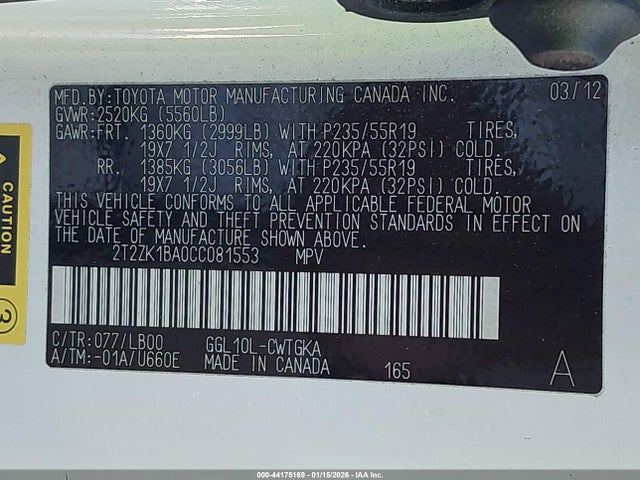 MFD.BY:TOYOTA MOTOR MANUFACTURING CANADA INC. 03/12
GVWR:2520KG (5560LB)
GAWR:FRT. 1360KG (2999LB) WITH P235/55R19 TIRES,
19X7 1/2J RIMS, AT 220KPA (32PSI) COLD.
RR. 1385KG (3056LB) WITH P235/55R19 TIRES,
19X7 1/2J RIMS, AT 220KPA (32PSI) COLD.
THIS VEHICLE CONFORMS TO ALL APPLICABLE FEDERAL MOTOR
VEHICLE SAFETY AND THEFT PREVENTION STANDARDS IN EFFECT ON
THE DATE OF MANUFACTURE SHOWN ABOVE.
2T2ZK1BA0CC081553 MPV
C/TR:077/LB00 GGL10L-CWTGKA
A/TM:-01A/U660E MADE IN CANADA 165 A
CAUTION
3
000-44175169 - 01/15/2026 - IAAI Inc.